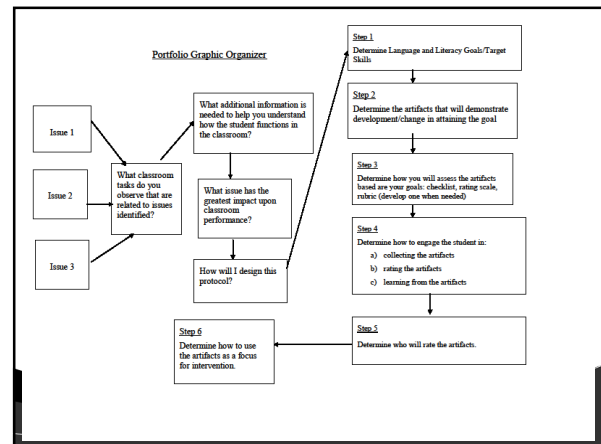 Portfolio Graphic Organizer
Issue 1
Issue 2
Issue 3
What classroom
tasks do you
observe that are
related to issues
identified?
What additional information is
needed to help you understand
how the student functions in
the classroom?
What issue has the
greatest impact upon
classroom
performance?
How will I design this
protocol?
Step 1
Determine Language and Literacy Goals/Target
Skills
Step 2
Determine the artifacts that will demonstrate
development/change in attaining the goal
Step 3
Determine how you will assess the artifacts
based are your goals: checklist, rating scale,
rubric (develop one when needed)
Step 4
Determine how to engage the student in:
a) collecting the artifacts
b) rating the artifacts
c) learning from the artifacts
Step 5
Determine who will rate the artifacts.
Step 6
Determine how to use
the artifacts as a focus
for intervention.